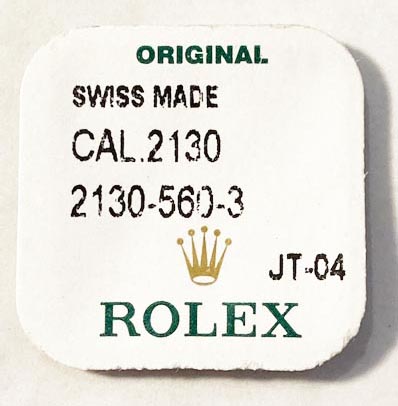 ORIGINAL
SWISS MADE
CAL.2130
2130-560-3
JT-04
ROLEX